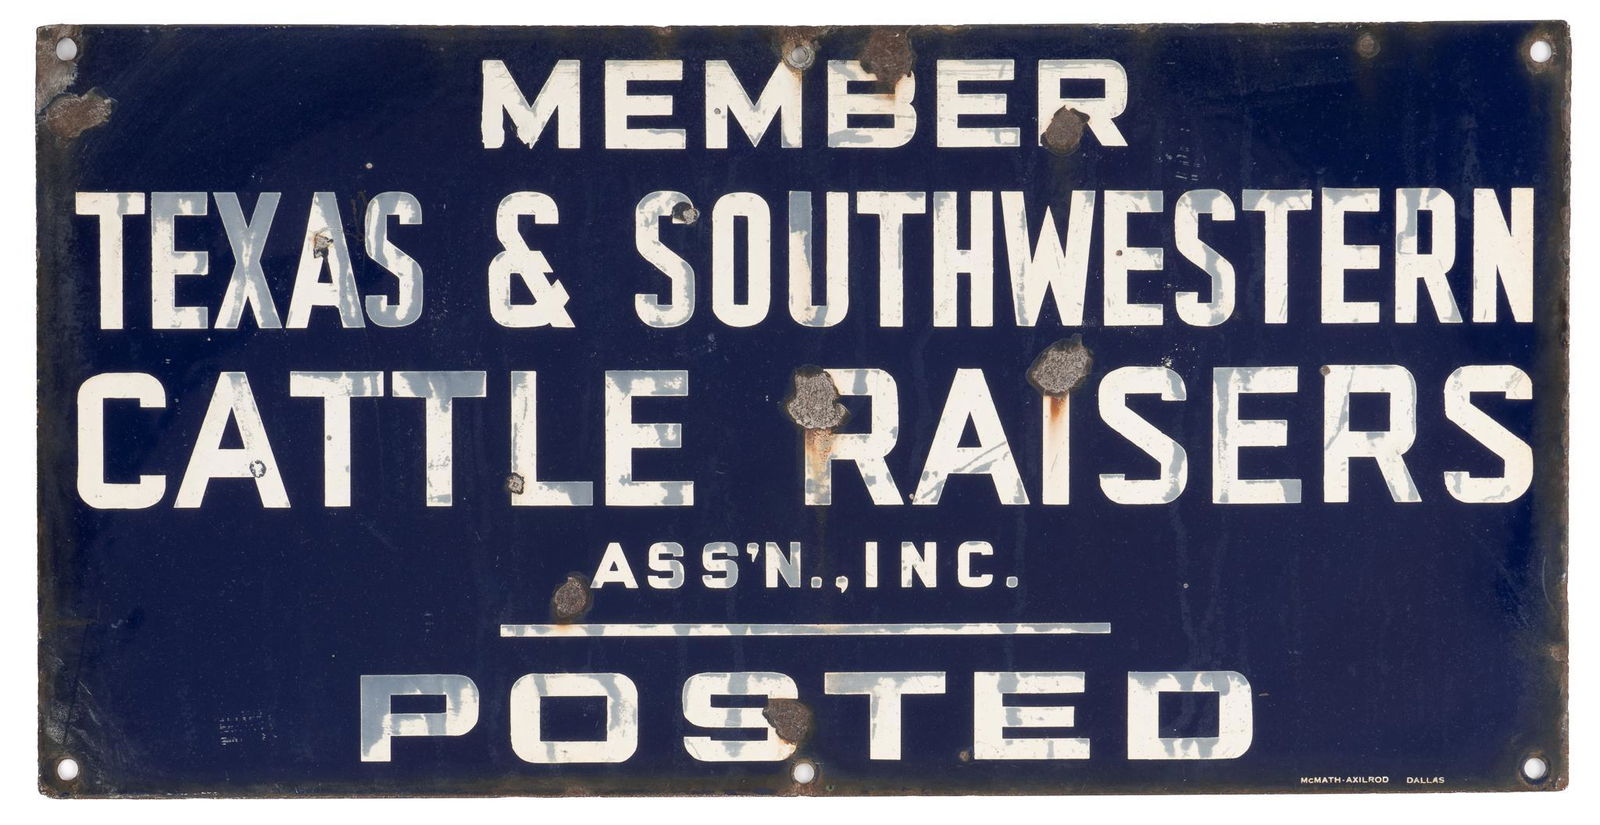 MEMBER
TEXAS & SOUTHWESTERN
CATTLE RAISERS
ASS'N., INC.
POSTED
McMATH-AXILROD DALLAS